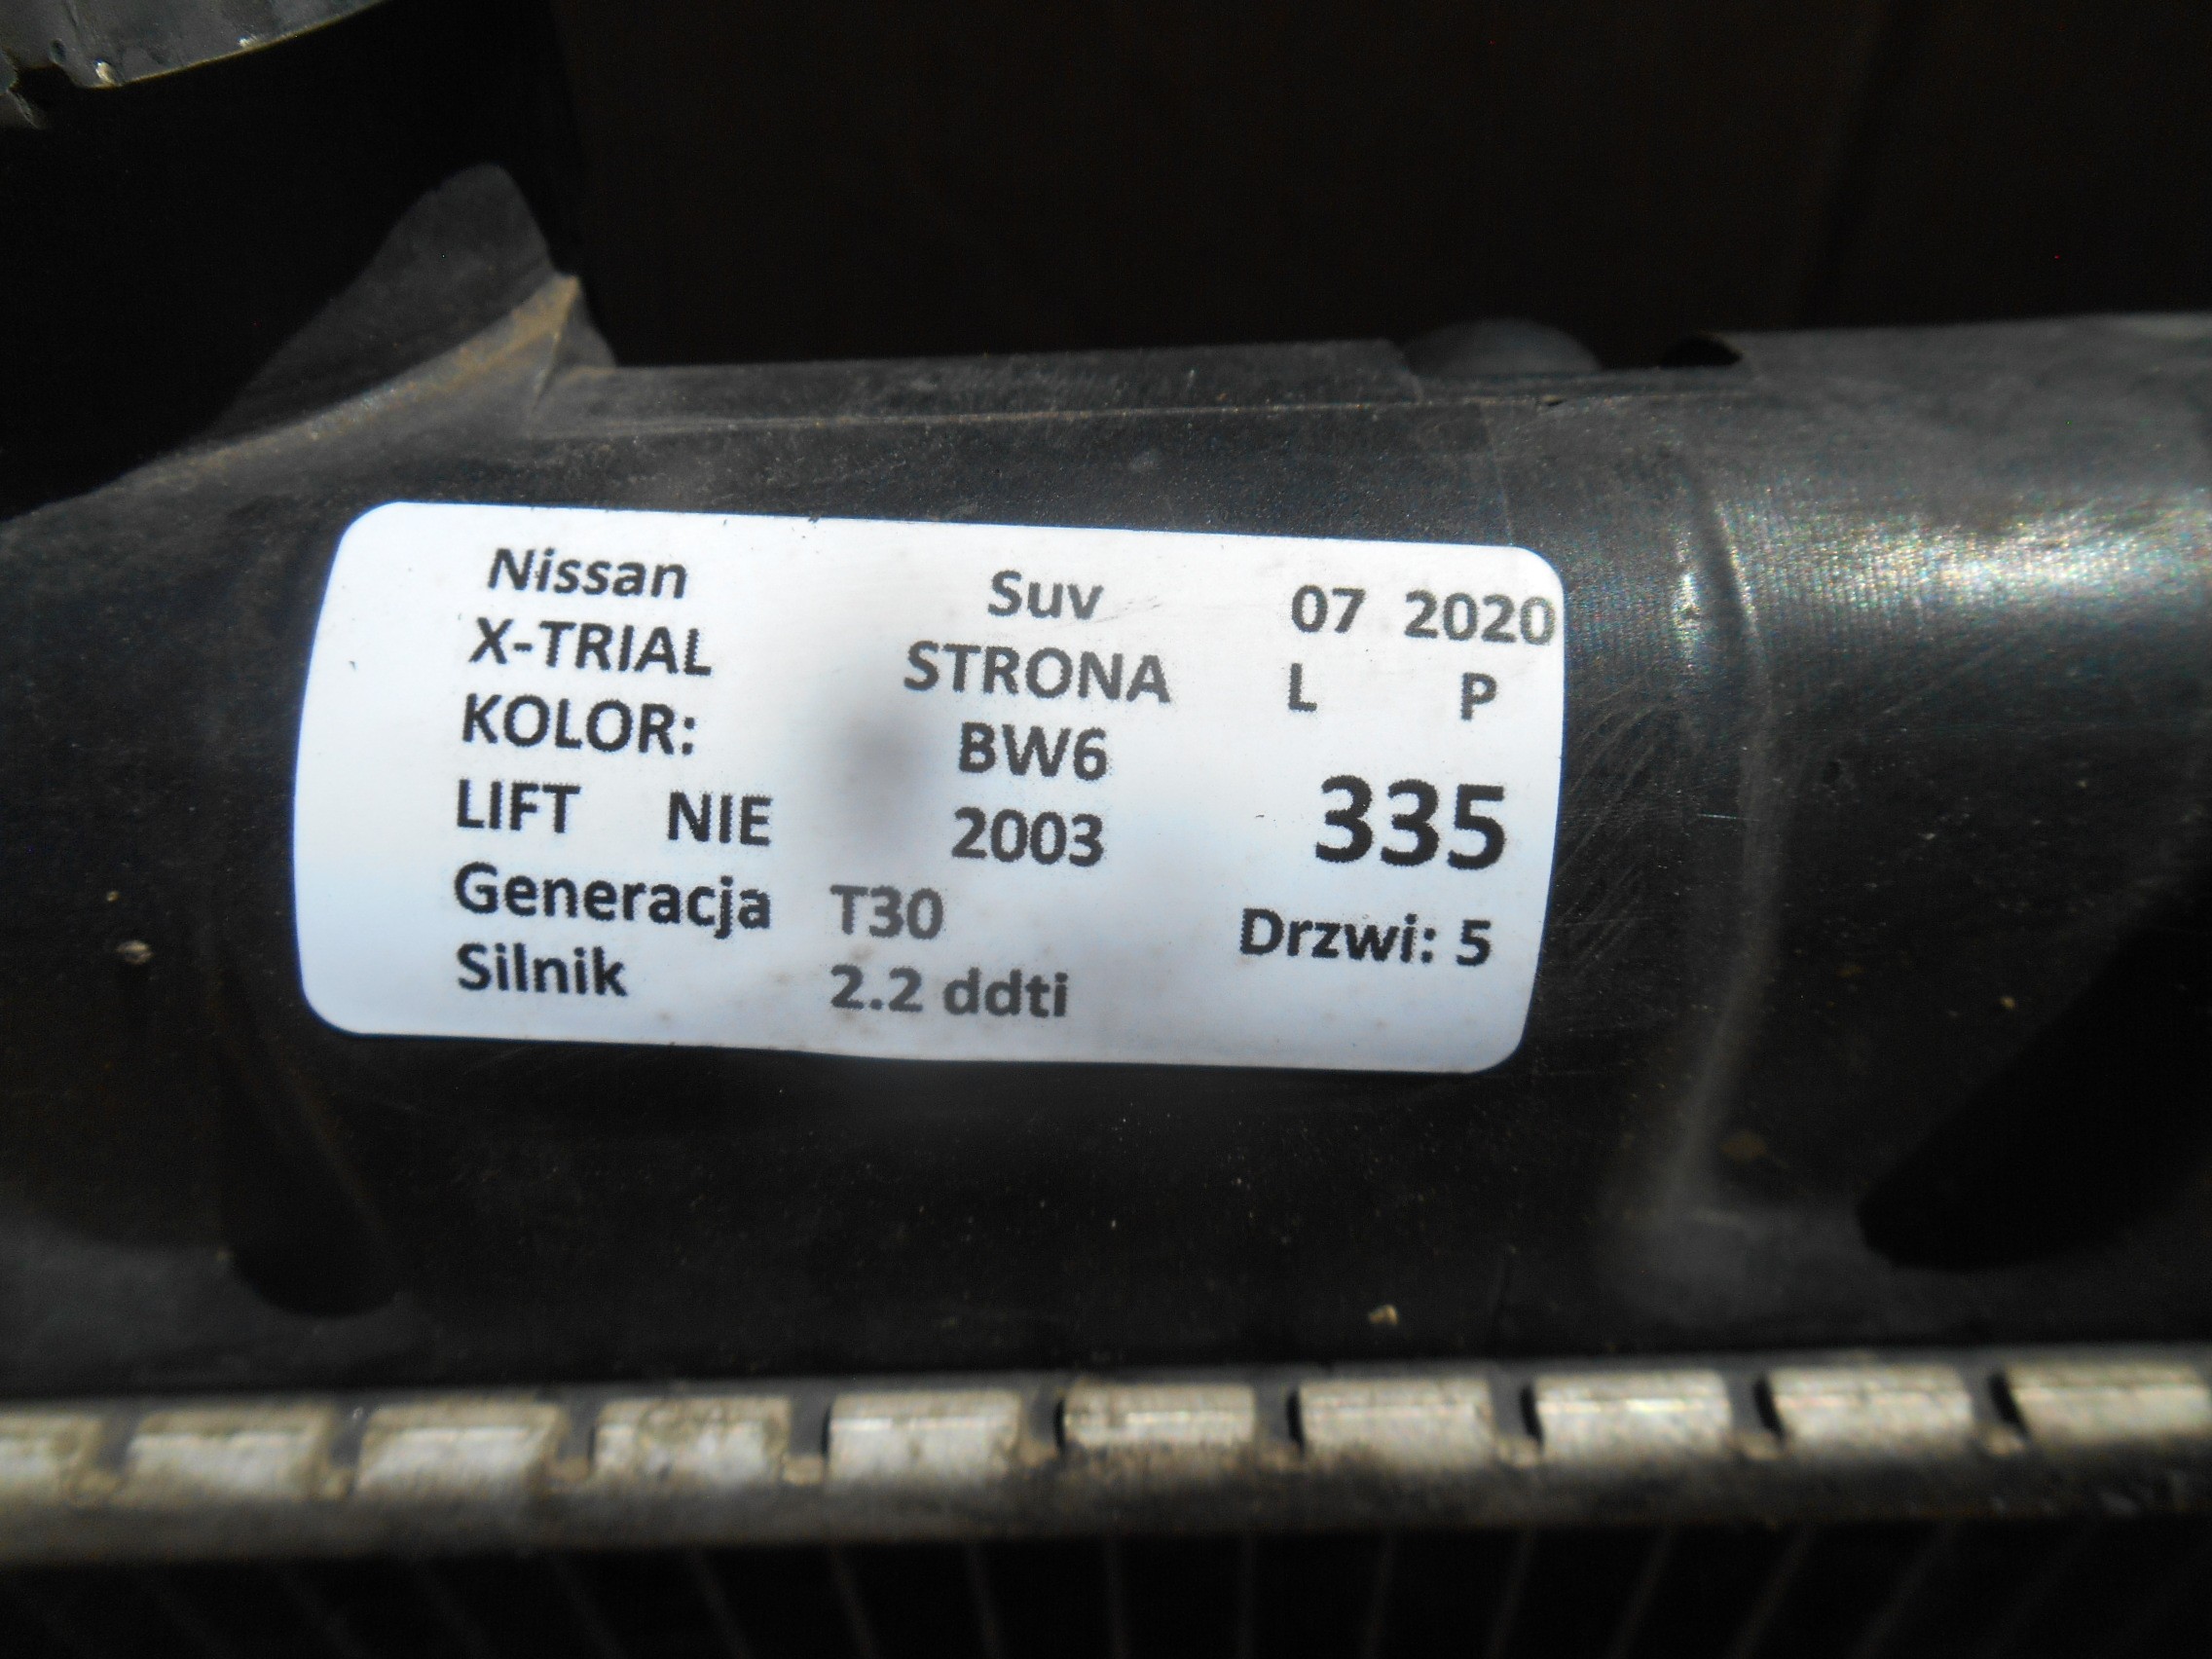 Nissan Suv 07 2020
X-TRIAL STRONA L P
KOLOR: BW6
LIFT NIE 2003 335
Generacja T30 Drzwi: 5
Silnik 2.2 ddti